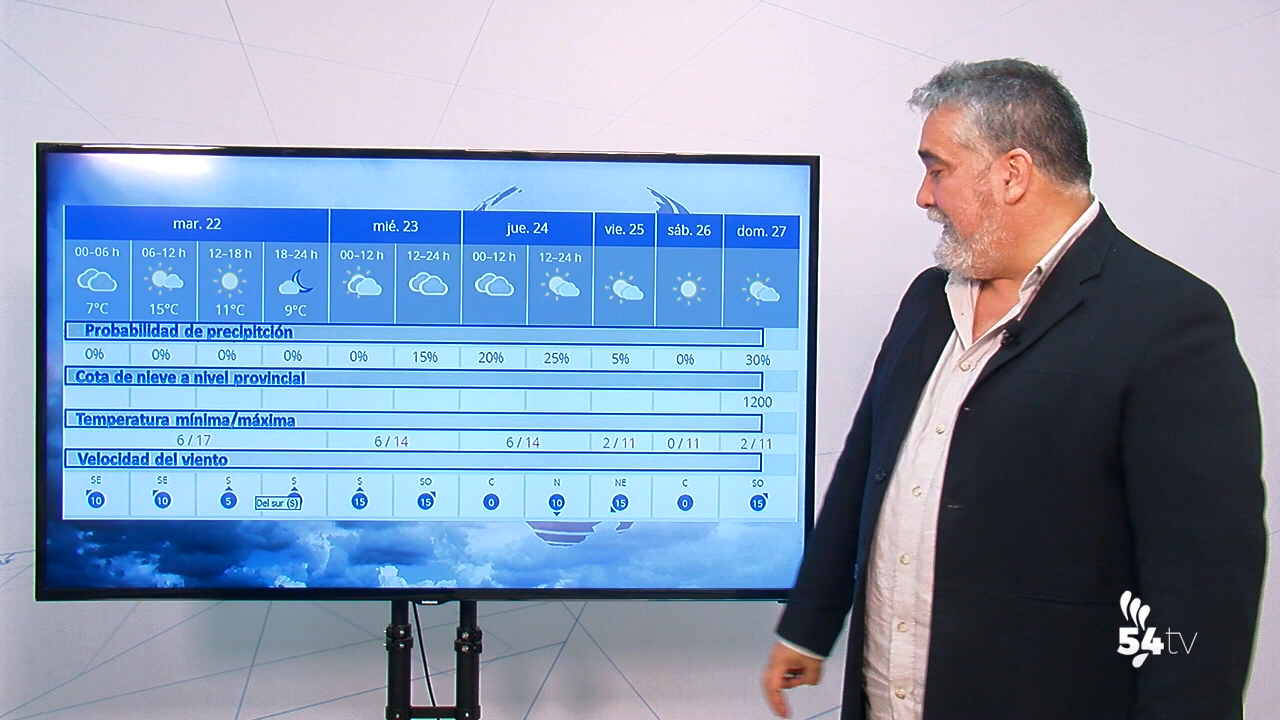 mar. 22 mié. 23 jue. 24 vie. 25 sáb. 26 dom. 27
00-06 h 06-12 h 12-18 h 18-24 h 00-12 h 12-24 h 00-12 h 12-24 h
7°C 15°C 11°C 9°C
Probabilidad de precipitción
0% 0% 0% 0% 0% 15% 20% 25% 5% 0% 30%
Cota de nieve a nivel provincial
1200
Temperatura mínima/máxima
6 / 17 6 / 14 6 / 14 2 / 11 0 / 11 2 / 11
Velocidad del viento
SE SE S S S SO C N NE C SO
10 10 5 Del sur (S) 15 15 0 10 15 0 15
54tv